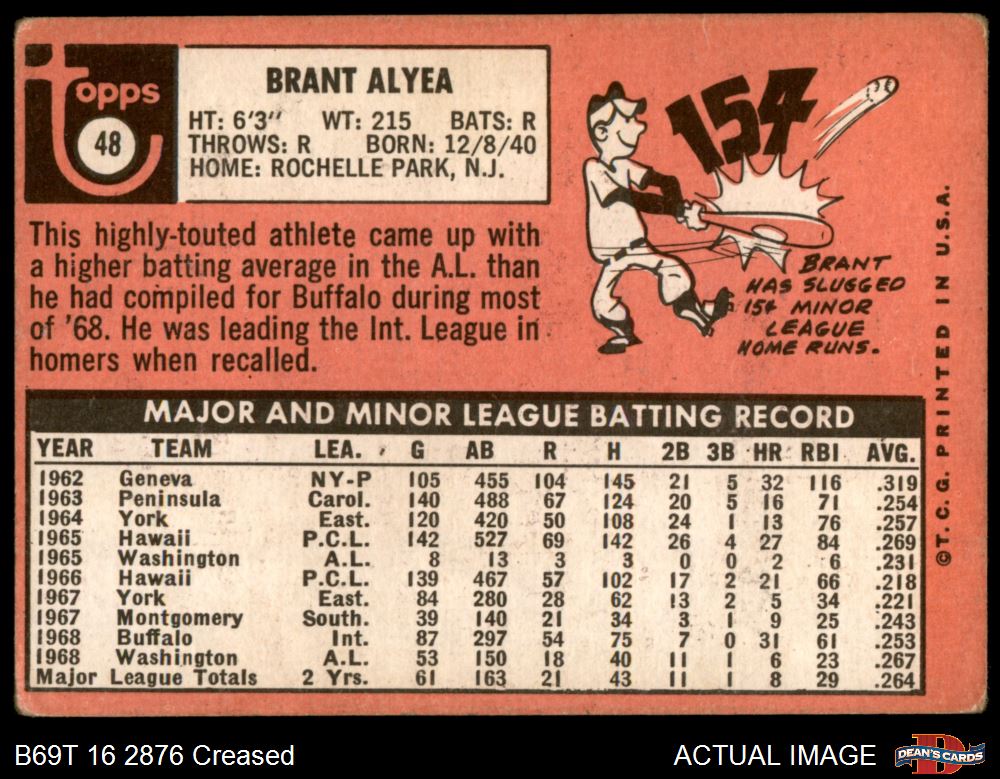 Topps
48
BRANT ALYEA
HT: 6'3" WT: 215 BATS: R
THROWS: R BORN: 12/8/40
HOME: ROCHELLE PARK, N.J.
This highly-touted athlete came up with
a higher batting average in the A.L. than
he had compiled for Buffalo during most
of '68. He was leading the Int. League in
homers when recalled.
154
BRANT
HAS SLUGGED
154 MINOR
LEAGUE
HOME RUNS.
MAJOR AND MINOR LEAGUE BATTING RECORD
YEAR TEAM LEA. G AB R H 2B 3B HR RBI AVG.
1962 Geneva NY-P 105 455 104 145 21 5 32 116 .319
1963 Peninsula Carol. 140 488 67 124 20 5 16 71 .254
1964 York East. 120 420 50 108 24 1 13 76 .257
1965 Hawaii P.C.L. 142 527 69 142 26 4 27 84 .269
1965 Washington A.L. 8 13 3 3 0 0 2 6 .231
1966 Hawaii P.C.L. 139 467 57 102 17 2 21 66 .218
1967 York East. 84 280 28 62 13 2 5 34 .221
1967 Montgomery South. 39 140 21 34 3 1 9 25 .243
1968 Buffalo Int. 87 297 54 75 7 0 31 61 .253
1968 Washington A.L. 53 150 18 40 11 1 6 23 .267
Major League Totals 2 Yrs. 61 163 21 43 11 1 8 29 .264
©T. C. G. PRINTED IN U.S.A.
B69T 16 2876 Creased
ACTUAL IMAGE
DEAN'S CARDS